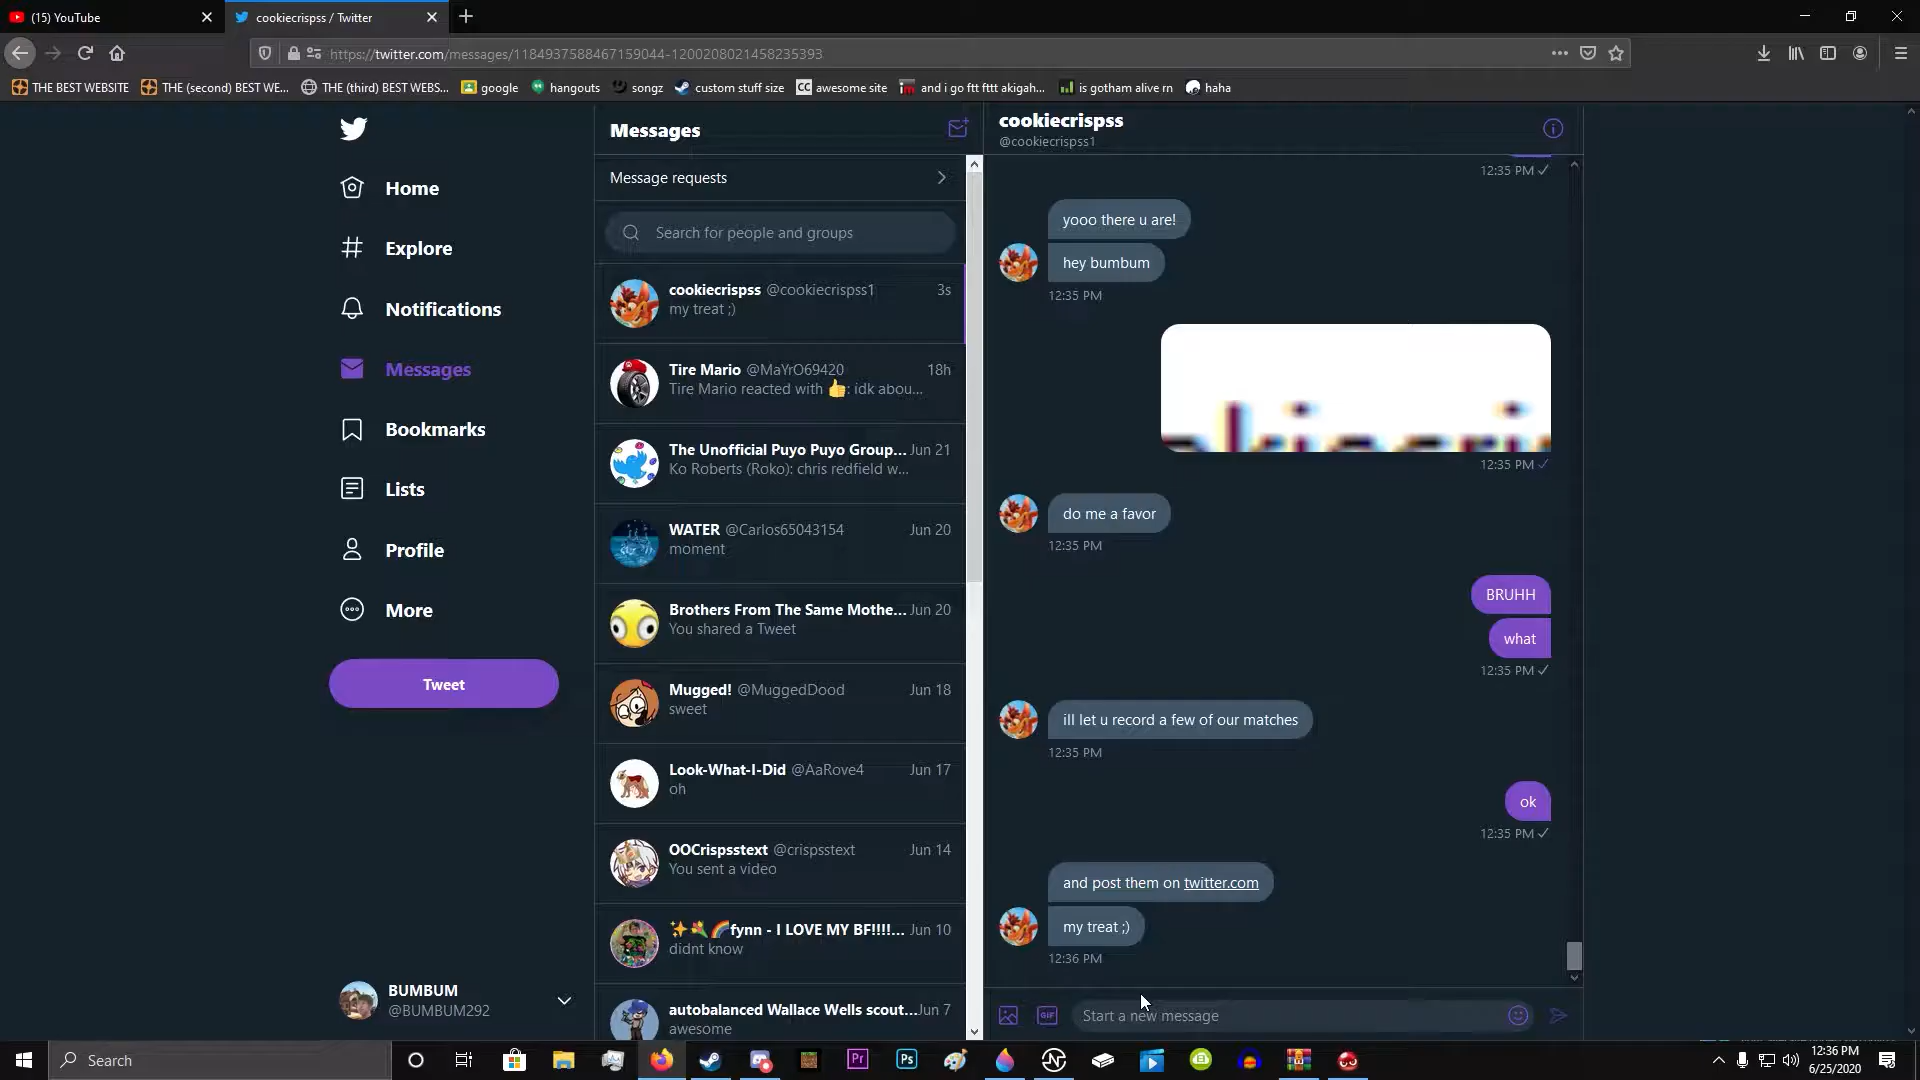 (15) YouTube
cookiecrispss / Twitter
https://twitter.com/messages/1184937588467159044-1200208021458235393
THE BEST WEBSITE
THE (second) BEST WE...
THE (third) BEST WEBS...
google
hangouts
songz
custom stuff size
CC awesome site
and i go ftt fttt akigah...
is gotham alive rn
haha
Home
Explore
Notifications
Messages
Bookmarks
Lists
Profile
More
Tweet
BUMBUM
@BUMBUM292
Messages
Message requests
Search for people and groups
cookiecrispss @cookiecrispss1 3s
my treat ;)
Tire Mario @MaYrO69420 18h
Tire Mario reacted with 👍: idk abou...
The Unofficial Puyo Puyo Group... Jun 21
Ko Roberts (Roko): chris redfield w...
WATER @Carlos65043154 Jun 20
moment
Brothers From The Same Mothe... Jun 20
You shared a Tweet
Mugged! @MuggedDood Jun 18
sweet
Look-What-I-Did @AaRove4 Jun 17
oh
OOCrispsstext @crispsstext Jun 14
You sent a video
fynn - I LOVE MY BF!!!!... Jun 10
didnt know
autobalanced Wallace Wells scout... Jun 7
awesome
cookiecrispss
@cookiecrispss1
12:35 PM ✓
yooo there u are!
hey bumbum
12:35 PM
12:35 PM ✓
do me a favor
12:35 PM
BRUHH
what
12:35 PM ✓
ill let u record a few of our matches
12:35 PM
ok
12:35 PM ✓
and post them on twitter.com
my treat ;)
12:36 PM
GIF
Start a new message
Search
Pr
Ps
12:36 PM
6/25/2020